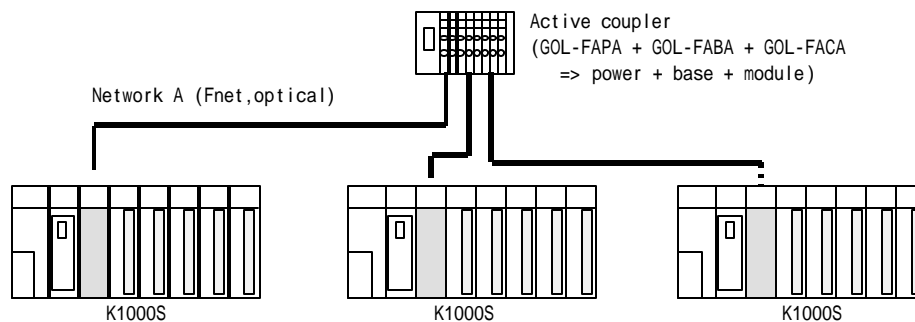 Active coupler
(GOL-FAPA + GOL-FABA + GOL-FACA
=> power + base + module)
Network A (Fnet,optical)
K1000S
K1000S
K1000S